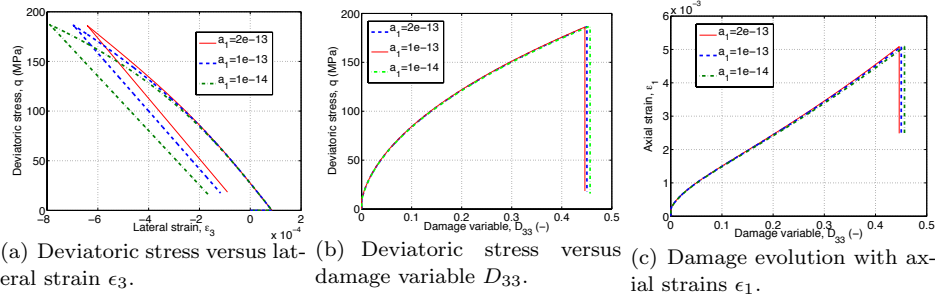 200
150
100
50
0
Deviatoric stress, q (MPa)
a1=2e−13
a1=1e−13
a1=1e−14
−8 −6 −4 −2 0 2
x 10−4
Lateral strain, ε3
(a) Deviatoric stress versus lat-
eral strain ϵ3.
200
150
100
50
0
Deviatoric stress, q (MPa)
a1=2e−13
a1=1e−13
a1=1e−14
0 0.1 0.2 0.3 0.4 0.5
Damage variable, D33 (−)
(b) Deviatoric stress versus
damage variable D33.
x 10−3
6
5
4
3
2
1
0
Axial strain, ε1
a1=2e−13
a1=1e−13
a1=1e−14
0 0.1 0.2 0.3 0.4 0.5
Damage variable, D33 (−)
(c) Damage evolution with ax-
ial strains ϵ1.